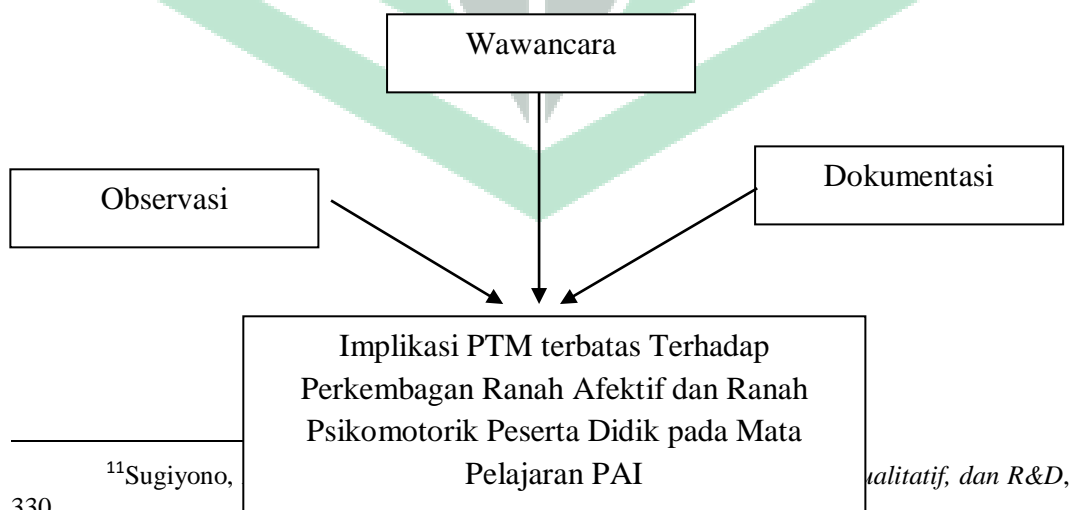 Wawancara
Observasi
Dokumentasi
Implikasi PTM terbatas Terhadap
Perkembagan Ranah Afektif dan Ranah
Psikomotorik Peserta Didik pada Mata
Pelajaran PAI
11Sugiyono, dan R&D,
330